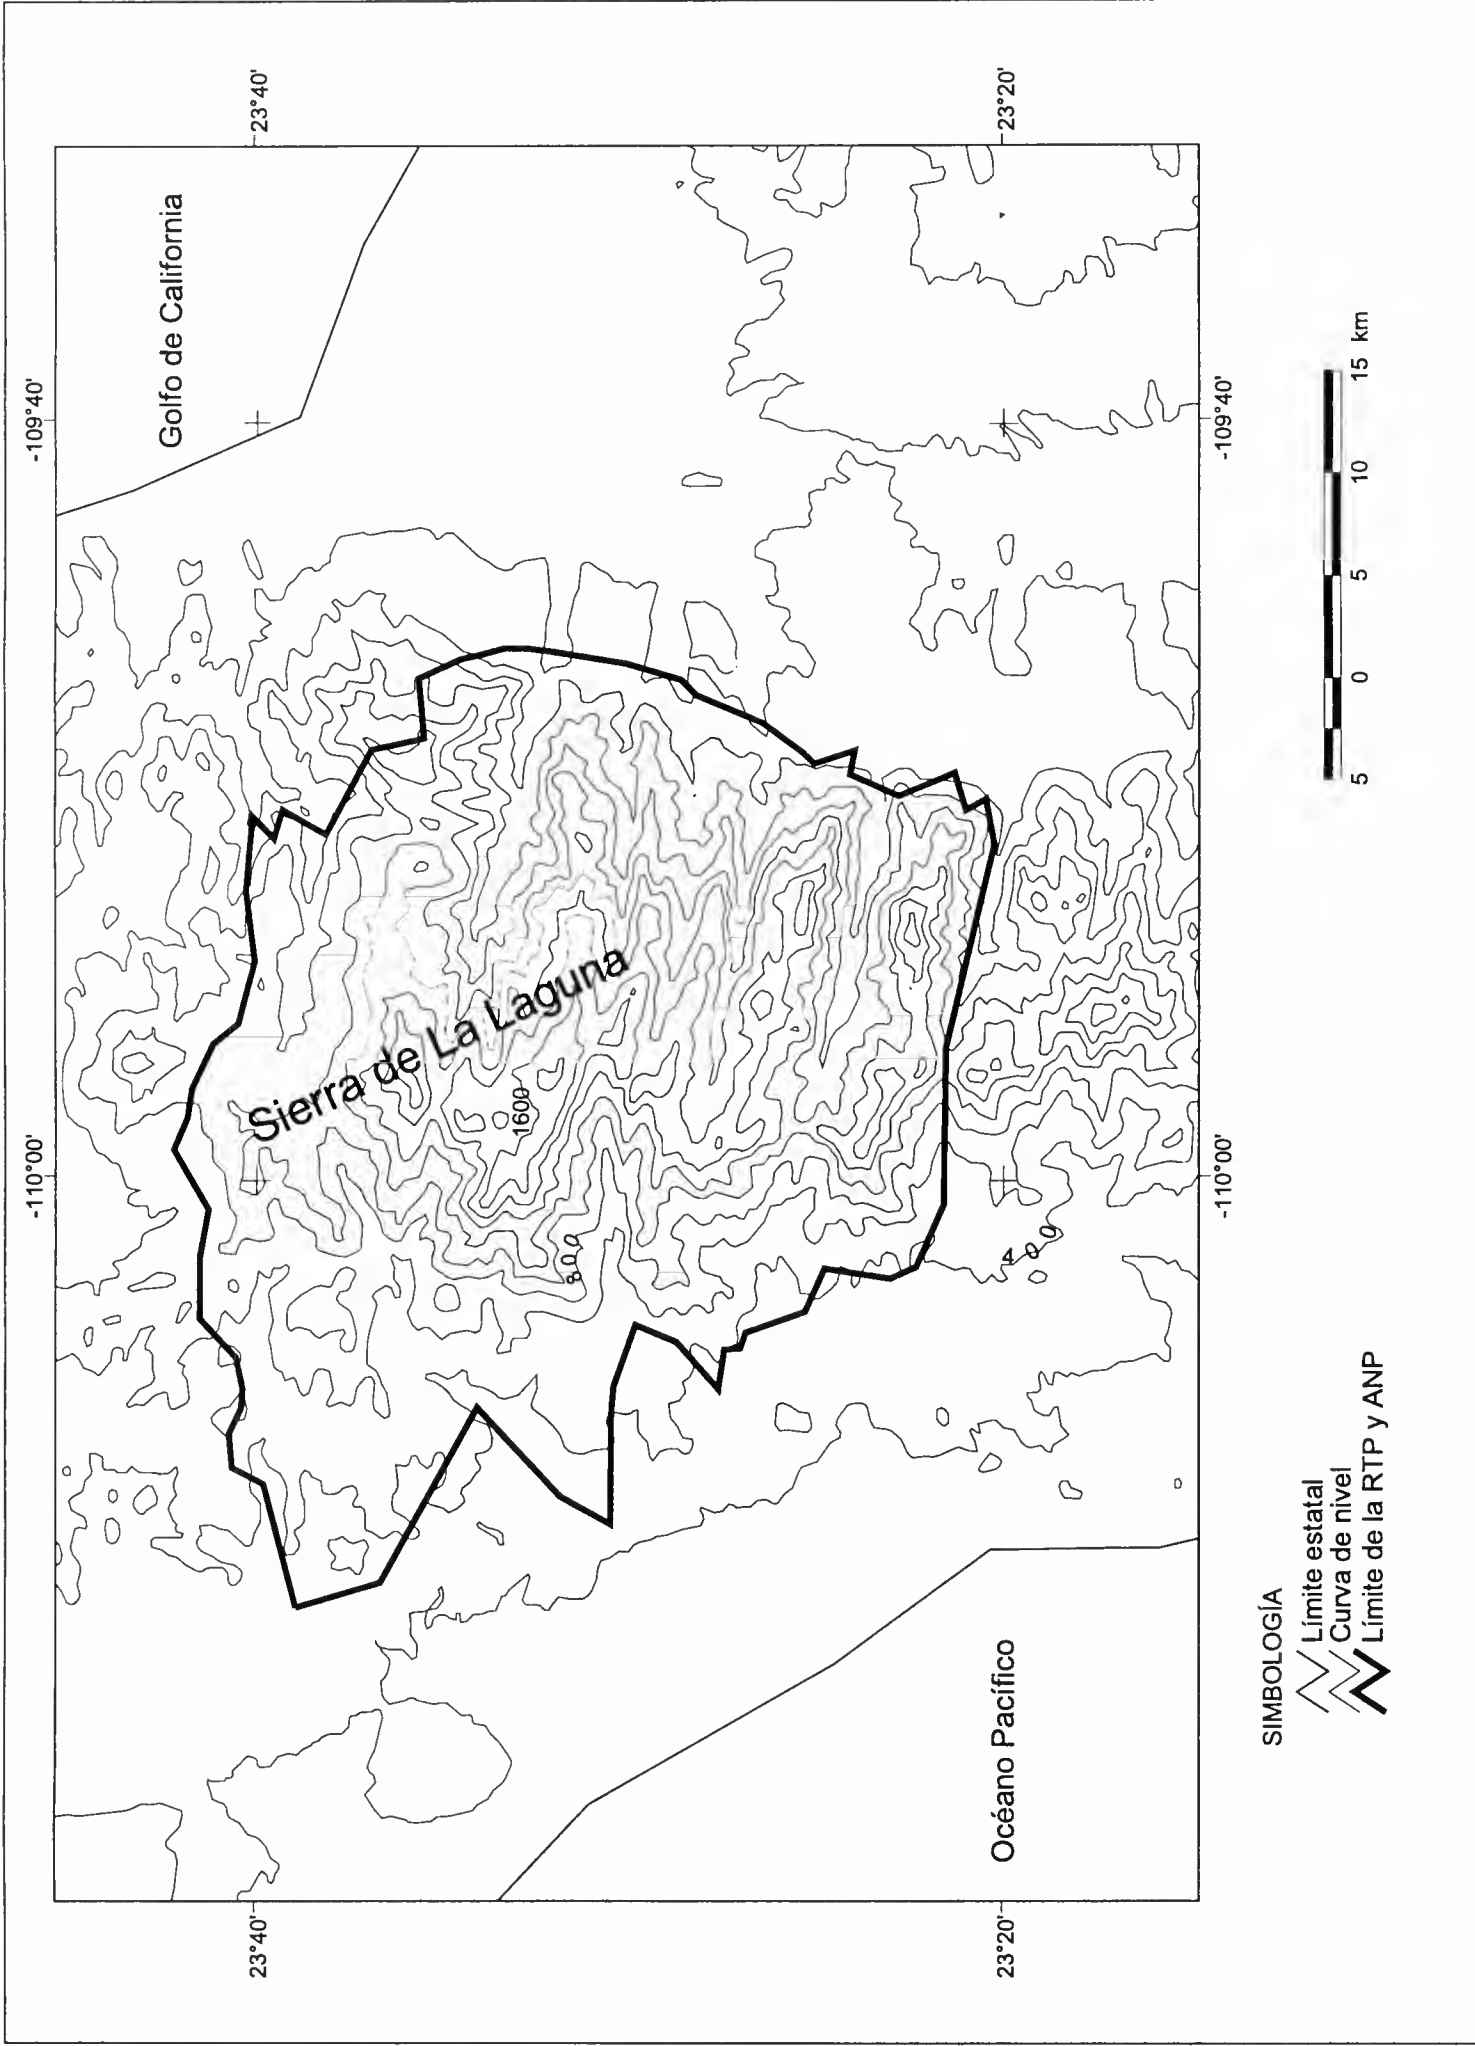 -110°00'
-109°40'
23°40'
23°40'
Golfo de California
Sierra de La Laguna
1600
800
400
23°20'
23°20'
Océano Pacífico
-110°00'
-109°40'
SIMBOLOGÍA
Límite estatal
Curva de nivel
Límite de la RTP y ANP
5 0 5 10 15 km